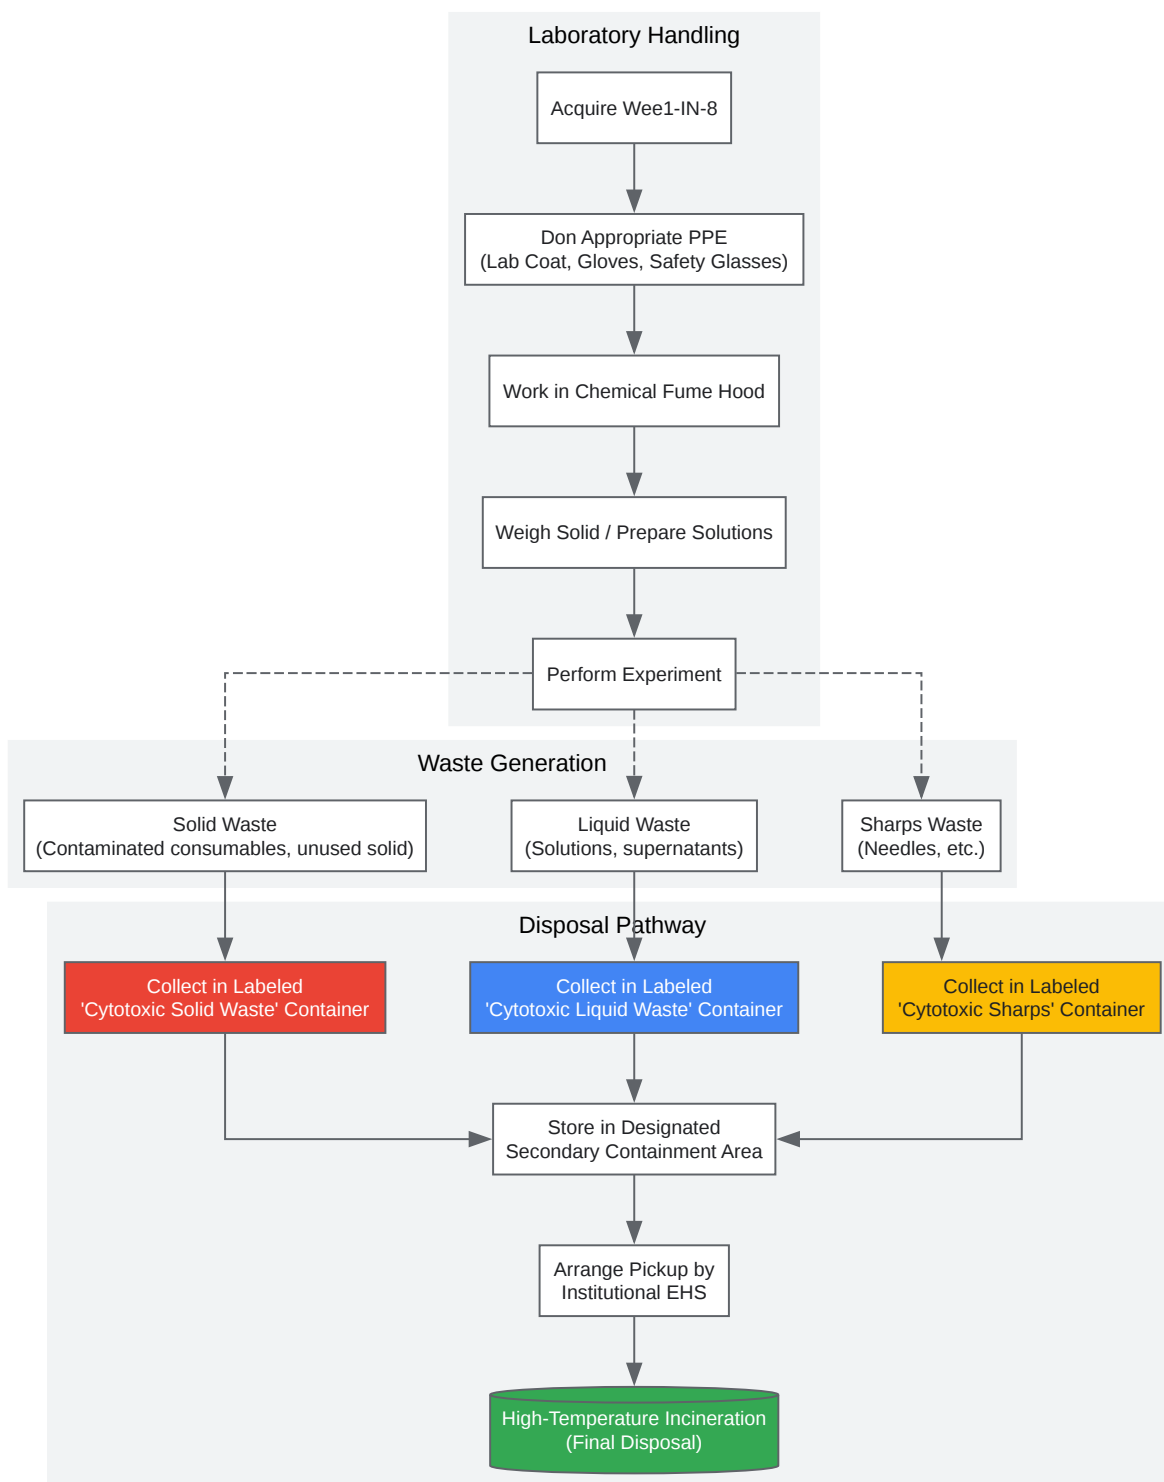 Laboratory Handling
Acquire Wee1-IN-8
Don Appropriate PPE
(Lab Coat, Gloves, Safety Glasses)
Work in Chemical Fume Hood
Weigh Solid / Prepare Solutions
Perform Experiment
Waste Generation
Solid Waste
(Contaminated consumables, unused solid)
Liquid Waste
(Solutions, supernatants)
Sharps Waste
(Needles, etc.)
Disposal Pathway
Collect in Labeled
'Cytotoxic Solid Waste' Container
Collect in Labeled
'Cytotoxic Liquid Waste' Container
Collect in Labeled
'Cytotoxic Sharps' Container
Store in Designated
Secondary Containment Area
Arrange Pickup by
Institutional EHS
High-Temperature Incineration
(Final Disposal)